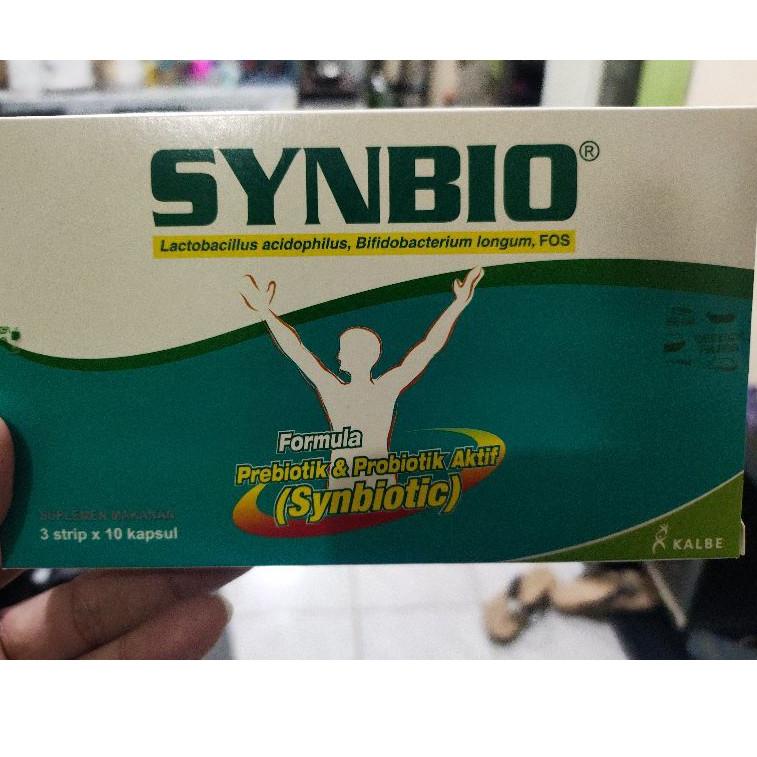 SYNBIO®
Lactobacillus acidophilus, Bifidobacterium longum, FOS
Formula
Prebiotik & Probiotik Aktif
(Synbiotic)
SUPLEMEN MAKANAN
3 strip x 10 kapsul
KALBE